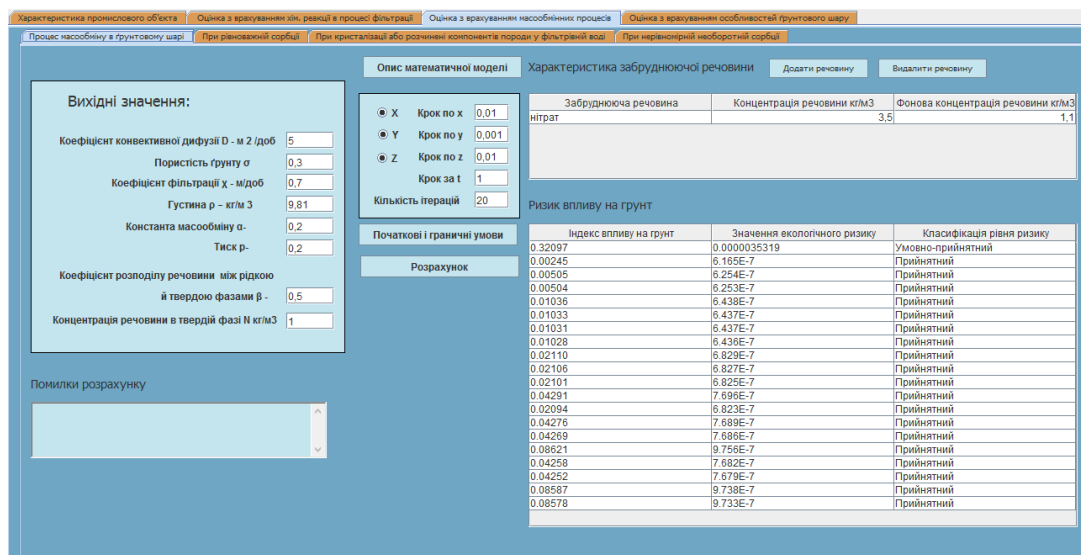 Характеристика промислового об'єкта Оцінка з врахуванням хім. реакції в процесі фільтрації Оцінка з врахуванням масообмінних процесів Оцінка з врахуванням особливостей ґрунтового шару
Процес масообміну в ґрунтовому шарі При рівноважній сорбції При кристалізації або розчинені компонентів породи у фільтрівній воді При нерівномірній необоротній сорбції
Вихідні значення:
Коефіцієнт конвективної дифузії D - м 2 /доб 5
Пористість ґрунту σ 0,3
Коефіцієнт фільтрації χ - м/доб 0,7
Густина ρ – кг/м 3 9,81
Константа масообміну α- 0,2
Тиск р- 0,2
Коефіцієнт розподілу речовини між рідкою
й твердою фазами β - 0,5
Концентрація речовини в твердій фазі N кг/м3 1
Помилки розрахунку
Опис математичної моделі
X Крок по х 0,01
Y Крок по у 0,001
Z Крок по z 0,01
Крок за t 1
Кількість ітерацій 20
Початкові і граничні умови
Розрахунок
Характеристика забруднюючої речовини Додати речовину Видалити речовину
Забруднююча речовина Концентрація речовини кг/м3 Фонова концентрація речовини кг/м3
нітрат 3,5 1,1
Ризик впливу на грунт
Індекс впливу на грунт Значення екологічного ризику Класифікація рівня ризику
0.32097 0.0000035319 Умовно-прийнятний
0.00245 6.165E-7 Прийнятний
0.00505 6.254E-7 Прийнятний
0.00504 6.253E-7 Прийнятний
0.01036 6.438E-7 Прийнятний
0.01033 6.437E-7 Прийнятний
0.01031 6.437E-7 Прийнятний
0.01028 6.436E-7 Прийнятний
0.02110 6.829E-7 Прийнятний
0.02106 6.827E-7 Прийнятний
0.02101 6.825E-7 Прийнятний
0.04291 7.696E-7 Прийнятний
0.02094 6.823E-7 Прийнятний
0.04276 7.689E-7 Прийнятний
0.04269 7.686E-7 Прийнятний
0.08621 9.756E-7 Прийнятний
0.04258 7.682E-7 Прийнятний
0.04252 7.679E-7 Прийнятний
0.08587 9.738E-7 Прийнятний
0.08578 9.733E-7 Прийнятний